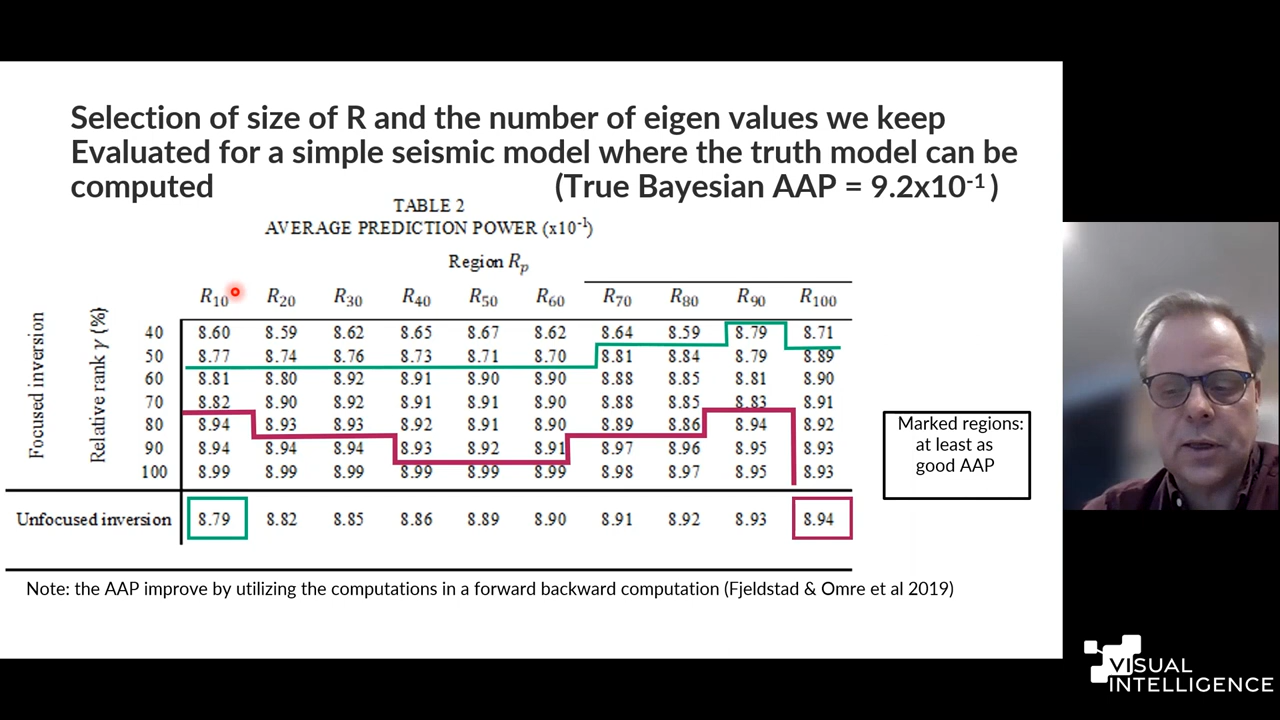 Selection of size of R and the number of eigen values we keep
Evaluated for a simple seismic model where the truth model can be
computed (True Bayesian AAP = 9.2x10⁻¹ )
TABLE 2
AVERAGE PREDICTION POWER (x10⁻¹)
Region Rₚ
R₁₀ R₂₀ R₃₀ R₄₀ R₅₀ R₆₀ R₇₀ R₈₀ R₉₀ R₁₀₀
Focused inversion
Relative rank γ (%)
40 8.60 8.59 8.62 8.65 8.67 8.62 8.64 8.59 8.79 8.71
50 8.77 8.74 8.76 8.73 8.71 8.70 8.81 8.84 8.79 8.89
60 8.81 8.80 8.92 8.91 8.90 8.90 8.88 8.85 8.81 8.90
70 8.82 8.90 8.92 8.91 8.91 8.90 8.88 8.85 8.83 8.91
80 8.94 8.93 8.93 8.92 8.91 8.90 8.89 8.86 8.94 8.92
90 8.94 8.94 8.94 8.93 8.92 8.91 8.97 8.96 8.95 8.93
100 8.99 8.99 8.99 8.99 8.99 8.99 8.98 8.97 8.95 8.93
Unfocused inversion 8.79 8.82 8.85 8.86 8.89 8.90 8.91 8.92 8.93 8.94
Marked regions:
at least as
good AAP
Note: the AAP improve by utilizing the computations in a forward backward computation (Fjeldstad & Omre et al 2019)
VISUAL
INTELLIGENCE